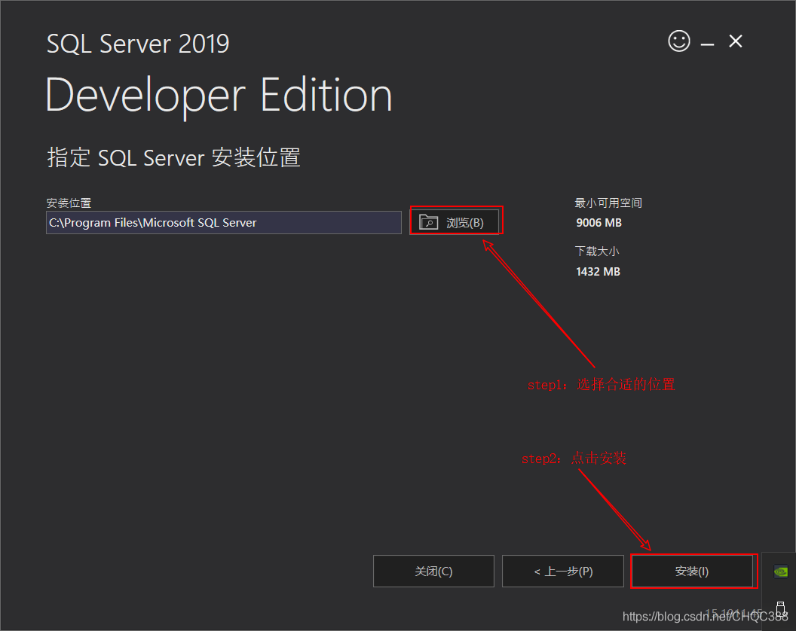 SQL Server 2019
Developer Edition
指定 SQL Server 安装位置
安装位置
C:\Program Files\Microsoft SQL Server
浏览(B)
最小可用空间
9006 MB
下载大小
1432 MB
step1：选择合适的位置
step2：点击安装
关闭(C)
< 上一步(P)
安装(I)
https://blog.csdn.net/CHQC388